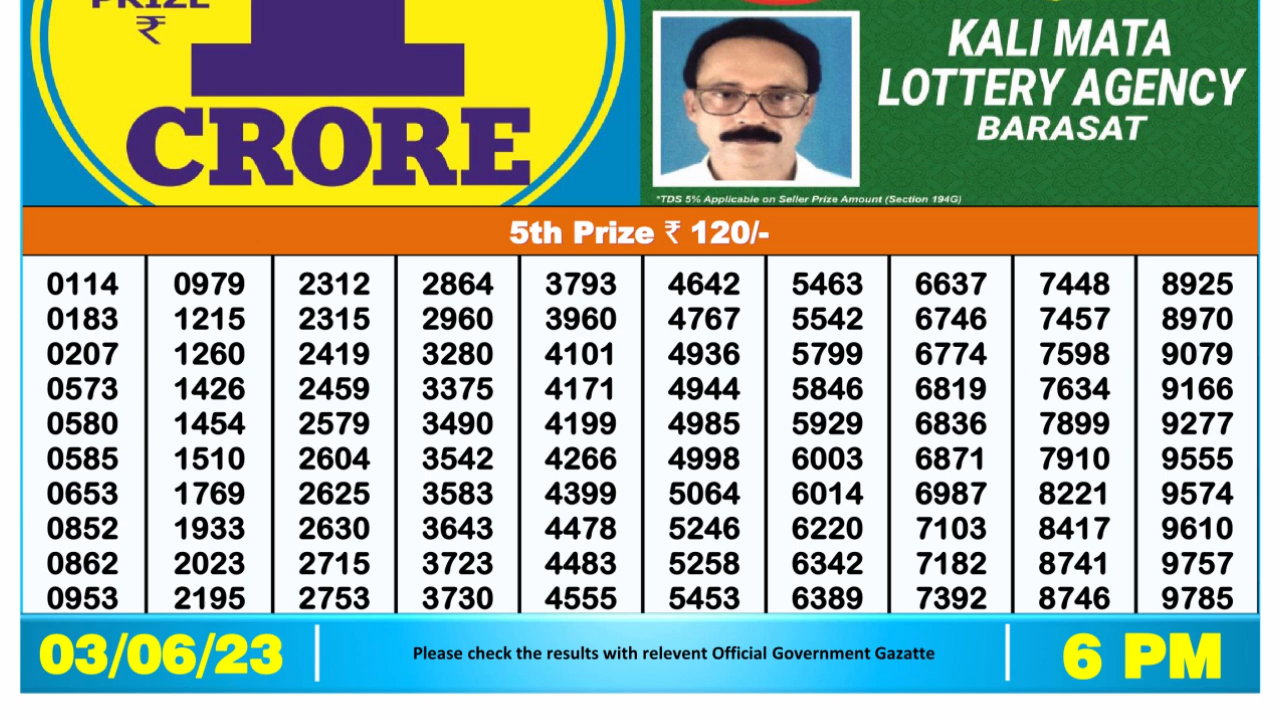 PRIZE
₹
1
CRORE
KALI MATA
LOTTERY AGENCY
BARASAT
*TDS 5% Applicable on Seller Prize Amount (Section 194G)
5th Prize ₹ 120/-
0114 0979 2312 2864 3793 4642 5463 6637 7448 8925
0183 1215 2315 2960 3960 4767 5542 6746 7457 8970
0207 1260 2419 3280 4101 4936 5799 6774 7598 9079
0573 1426 2459 3375 4171 4944 5846 6819 7634 9166
0580 1454 2579 3490 4199 4985 5929 6836 7899 9277
0585 1510 2604 3542 4266 4998 6003 6871 7910 9555
0653 1769 2625 3583 4399 5064 6014 6987 8221 9574
0852 1933 2630 3643 4478 5246 6220 7103 8417 9610
0862 2023 2715 3723 4483 5258 6342 7182 8741 9757
0953 2195 2753 3730 4555 5453 6389 7392 8746 9785
03/06/23
Please check the results with relevent Official Government Gazatte
6 PM